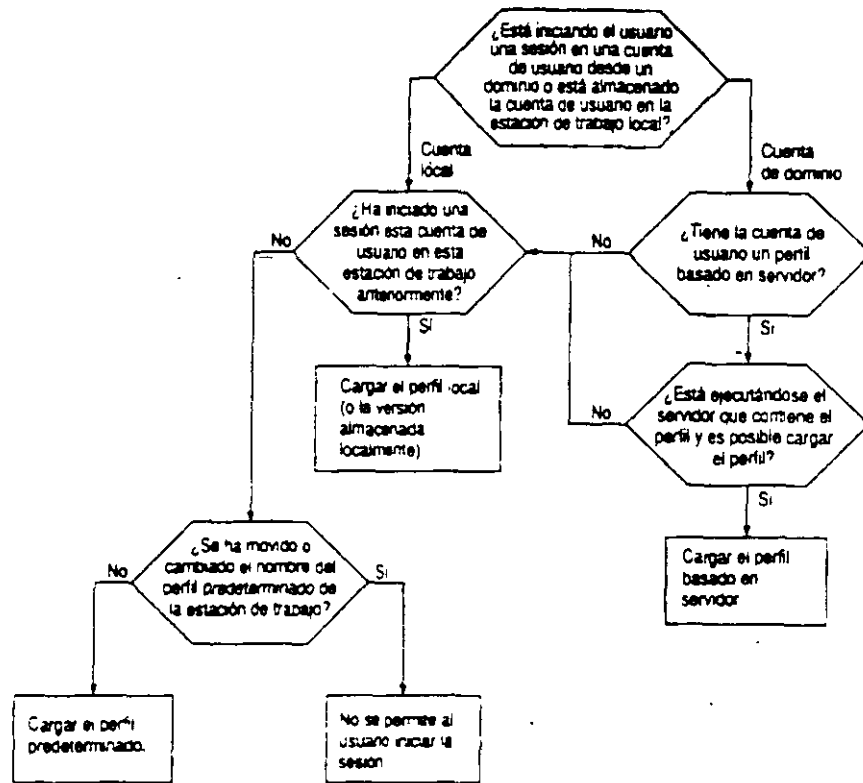 ¿Está iniciando el usuario
una sesión en una cuenta
de usuario desde un
dominio o está almacenado
la cuenta de usuario en la
estación de trabajo local?
Cuenta
local
Cuenta
de dominio
¿Ha iniciado una
sesión esta cuenta de
usuario en esta
estación de trabajo
anteriormente?
No
Sí
¿Tiene la cuenta de
usuario un perfil
basado en servidor?
No
Sí
Cargar el perfil local
(o la versión
almacenada
localmente)
¿Está ejecutándose el
servidor que contiene el
perfil y es posible cargar
el perfil?
No
Sí
¿Se ha movido o
cambiado el nombre del
perfil predeterminado de
la estación de trabajo?
No
Sí
Cargar el perfil
basado en
servidor
Cargar el perfil
predeterminado.
No se permite al
usuario iniciar la
sesión